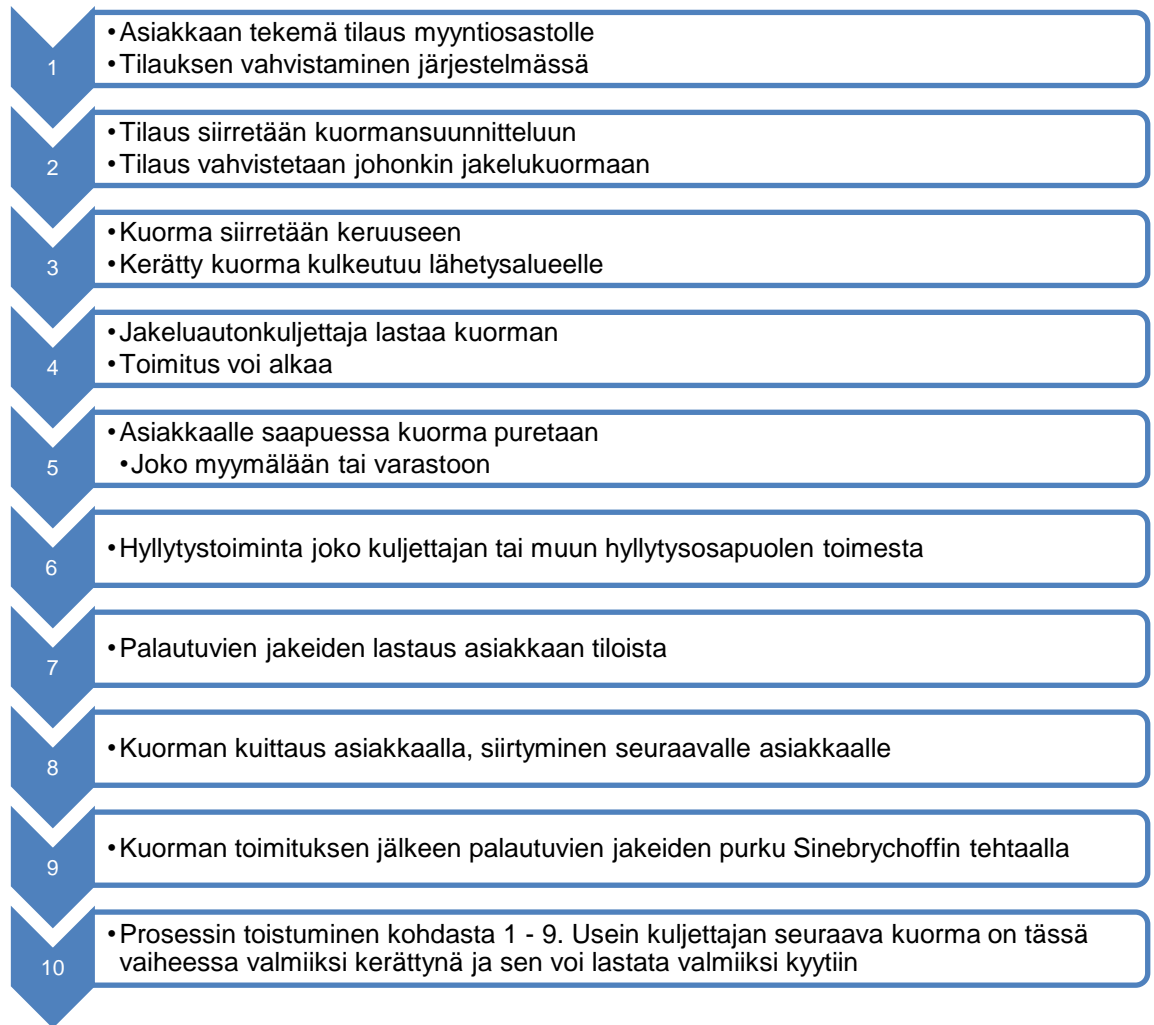 1
•Asiakkaan tekemä tilaus myyntiosastolle
•Tilauksen vahvistaminen järjestelmässä
2
•Tilaus siirretään kuormansuunnitteluun
•Tilaus vahvistetaan johonkin jakelukuormaan
3
•Kuorma siirretään keruuseen
•Kerätty kuorma kulkeutuu lähetysalueelle
4
•Jakeluautonkuljettaja lastaa kuorman
•Toimitus voi alkaa
5
•Asiakkaalle saapuessa kuorma puretaan
•Joko myymälään tai varastoon
6
•Hyllytystoiminta joko kuljettajan tai muun hyllytysosapuolen toimesta
7
•Palautuvien jakeiden lastaus asiakkaan tiloista
8
•Kuorman kuittaus asiakkaalla, siirtyminen seuraavalle asiakkaalle
9
•Kuorman toimituksen jälkeen palautuvien jakeiden purku Sinebrychoffin tehtaalla
10
•Prosessin toistuminen kohdasta 1 - 9. Usein kuljettajan seuraava kuorma on tässä
vaiheessa valmiiksi kerättynä ja sen voi lastata valmiiksi kyytiin